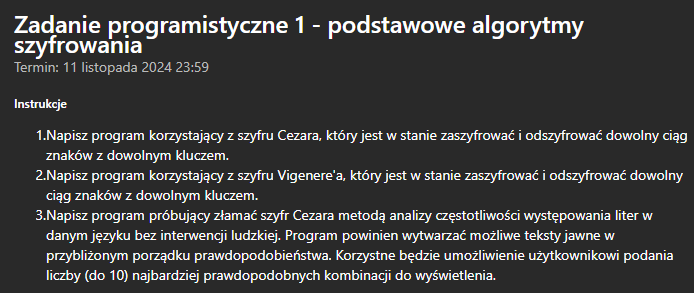 Zadanie programistyczne 1 - podstawowe algorytmy
szyfrowania
Termin: 11 listopada 2024 23:59
Instrukcje
1.Napisz program korzystający z szyfru Cezara, który jest w stanie zaszyfrować i odszyfrować dowolny ciąg
znaków z dowolnym kluczem.
2.Napisz program korzystający z szyfru Vigenere'a, który jest w stanie zaszyfrować i odszyfrować dowolny
ciąg znaków z dowolnym kluczem.
3.Napisz program próbujący złamać szyfr Cezara metodą analizy częstotliwości występowania liter w
danym języku bez interwencji ludzkiej. Program powinien wytwarzać możliwe teksty jawne w
przybliżonym porządku prawdopodobieństwa. Korzystne będzie umożliwienie użytkownikowi podania
liczby (do 10) najbardziej prawdopodobnych kombinacji do wyświetlenia.